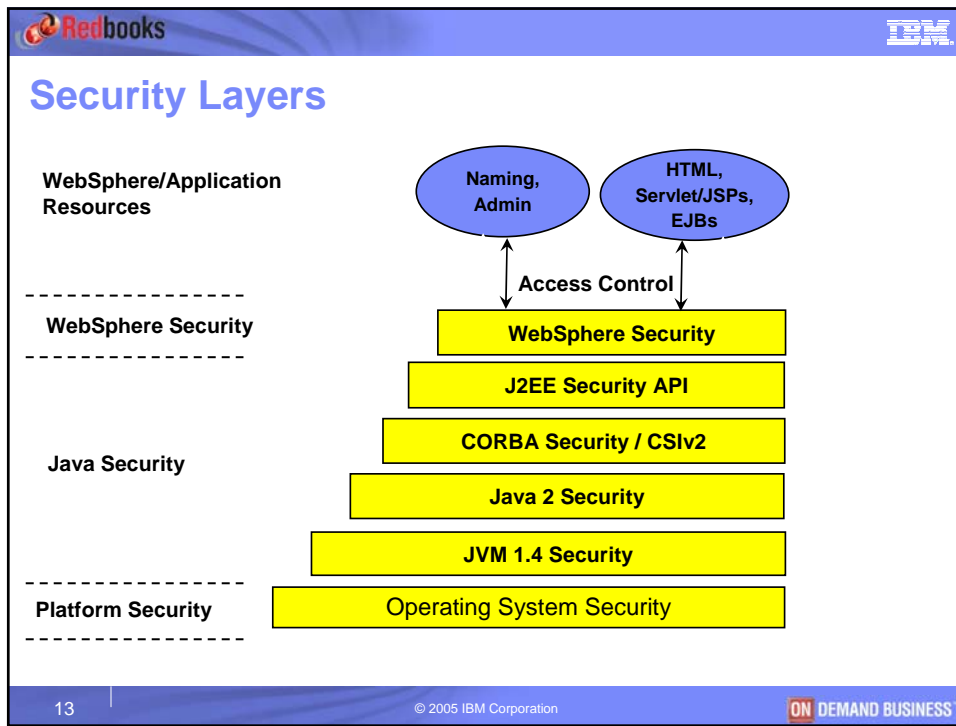 Redbooks
IBM
Security Layers
WebSphere/Application
Resources
Naming,
Admin
HTML,
Servlet/JSPs,
EJBs
Access Control
WebSphere Security
WebSphere Security
J2EE Security API
CORBA Security / CSIv2
Java Security
Java 2 Security
JVM 1.4 Security
Platform Security
Operating System Security
13
© 2005 IBM Corporation
ON DEMAND BUSINESS